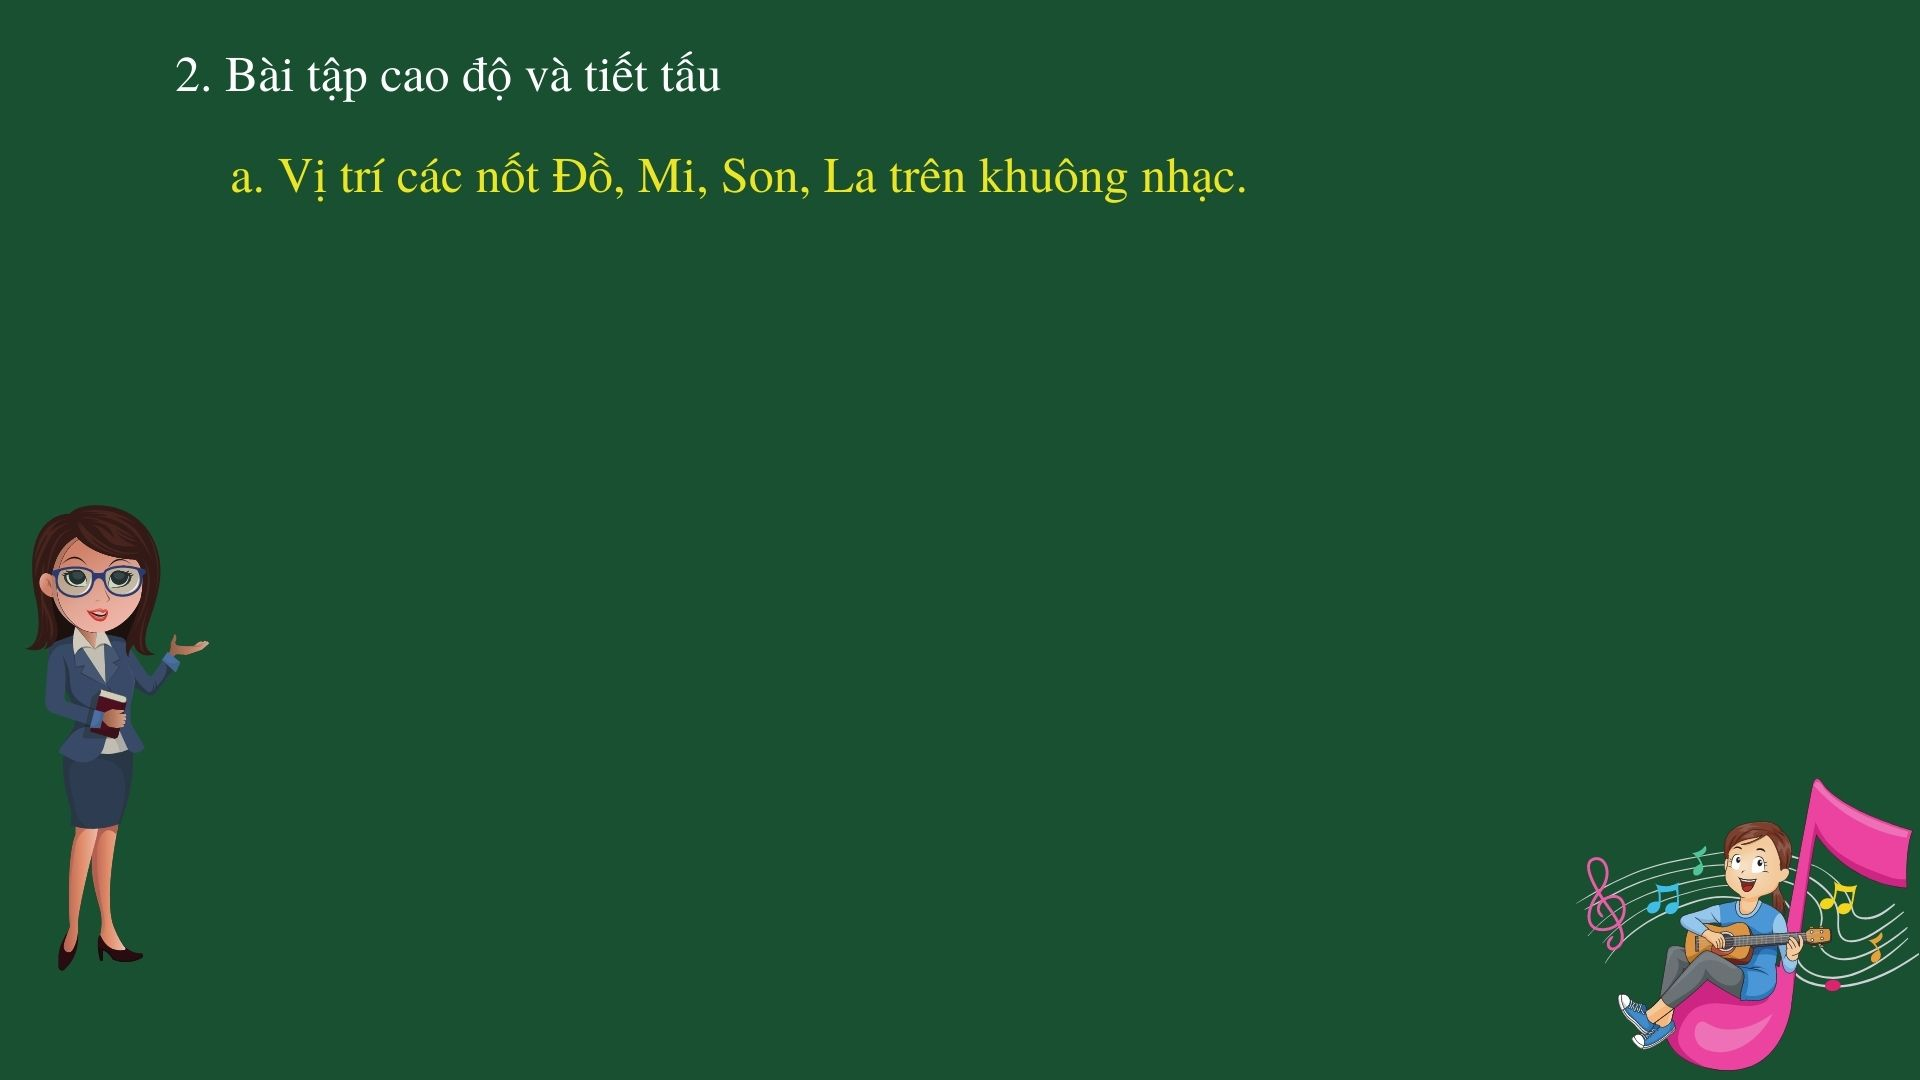 2. Bài tập cao độ và tiết tấu
a. Vị trí các nốt Đồ, Mi, Son, La trên khuông nhạc.